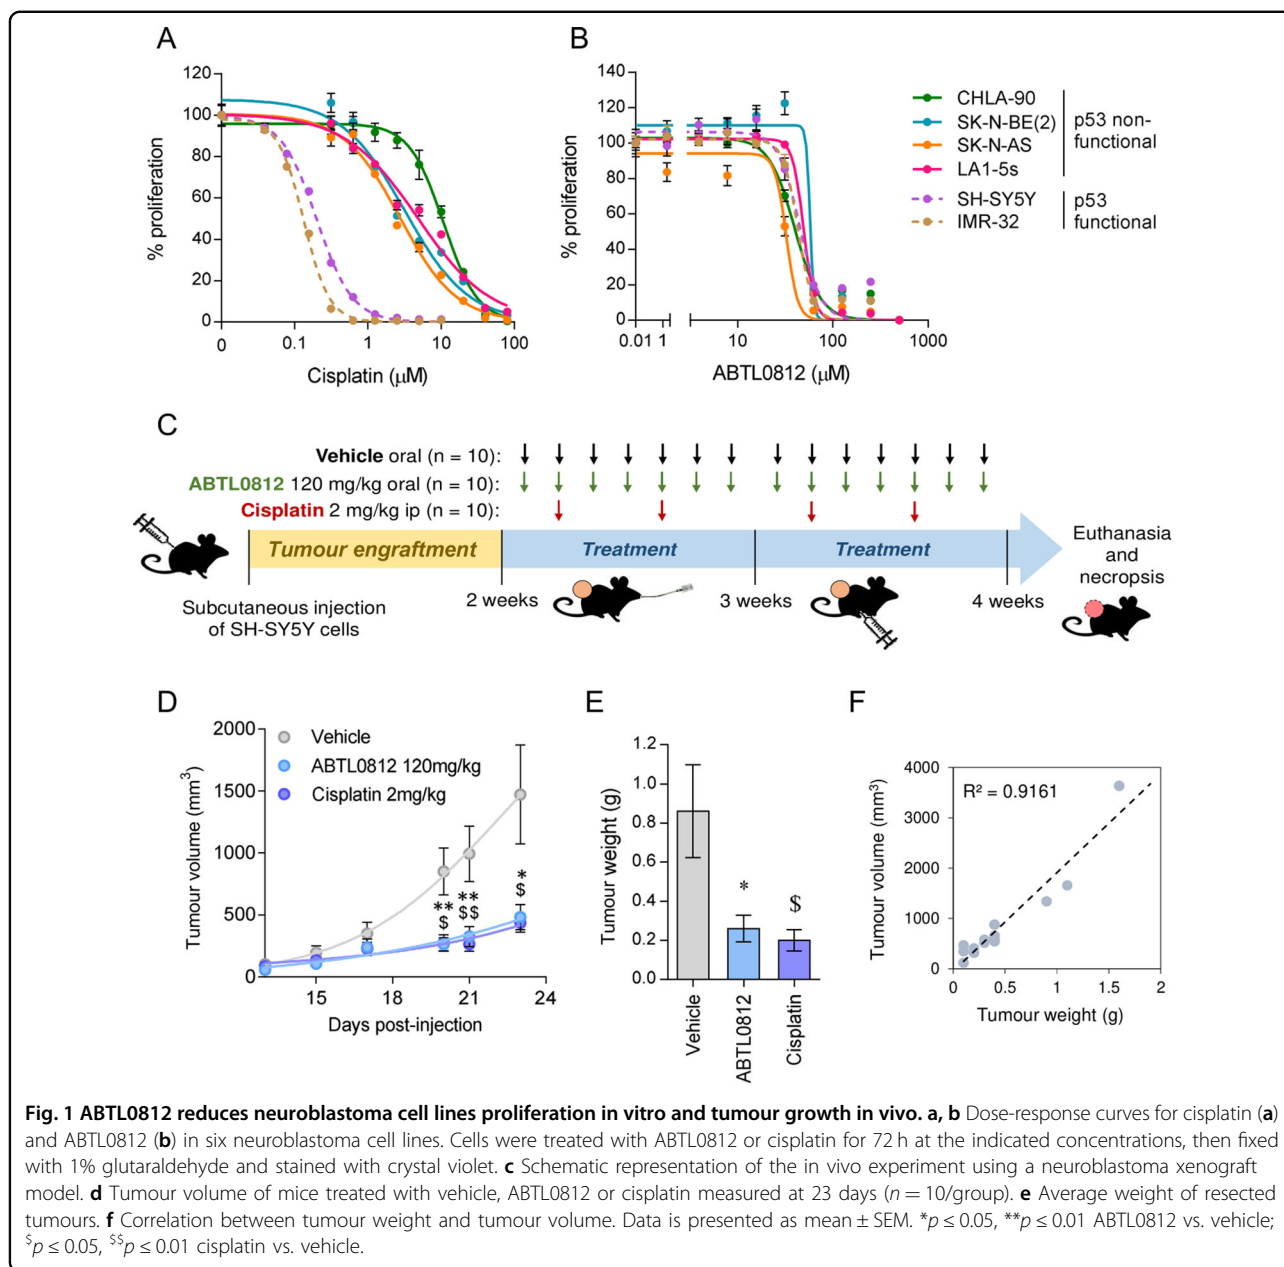 A
120
100
80
60
40
20
0
% proliferation
0
0.1
1
10
100
Cisplatin (μM)
B
140
120
100
80
60
40
20
0
% proliferation
0.01
1
10
100
1000
ABTL0812 (μM)
CHLA-90
SK-N-BE(2)
SK-N-AS
LA1-5s
p53 non-
functional
SH-SY5Y
IMR-32
p53
functional
C
Vehicle oral (n = 10):
ABTL0812 120 mg/kg oral (n = 10):
Cisplatin 2 mg/kg ip (n = 10):
Tumour engraftment
Treatment
Treatment
Subcutaneous injection
of SH-SY5Y cells
2 weeks
3 weeks
4 weeks
Euthanasia
and
necropsis
D
2000
1500
1000
500
0
Tumour volume (mm³)
Vehicle
ABTL0812 120mg/kg
Cisplatin 2mg/kg
**
$
**
$$
*
$
15
18
21
24
Days post-injection
E
1.2
1.0
0.8
0.6
0.4
0.2
0.0
Tumour weight (g)
*
$
Vehicle
ABTL0812
Cisplatin
F
4000
3000
2000
1000
0
Tumour volume (mm³)
R² = 0.9161
0
0.5
1
1.5
2
Tumour weight (g)
Fig. 1 ABTL0812 reduces neuroblastoma cell lines proliferation in vitro and tumour growth in vivo. a, b Dose-response curves for cisplatin (a)
and ABTL0812 (b) in six neuroblastoma cell lines. Cells were treated with ABTL0812 or cisplatin for 72 h at the indicated concentrations, then fixed
with 1% glutaraldehyde and stained with crystal violet. c Schematic representation of the in vivo experiment using a neuroblastoma xenograft
model. d Tumour volume of mice treated with vehicle, ABTL0812 or cisplatin measured at 23 days (n = 10/group). e Average weight of resected
tumours. f Correlation between tumour weight and tumour volume. Data is presented as mean ± SEM. *p ≤ 0.05, **p ≤ 0.01 ABTL0812 vs. vehicle;
$p ≤ 0.05, $$p ≤ 0.01 cisplatin vs. vehicle.